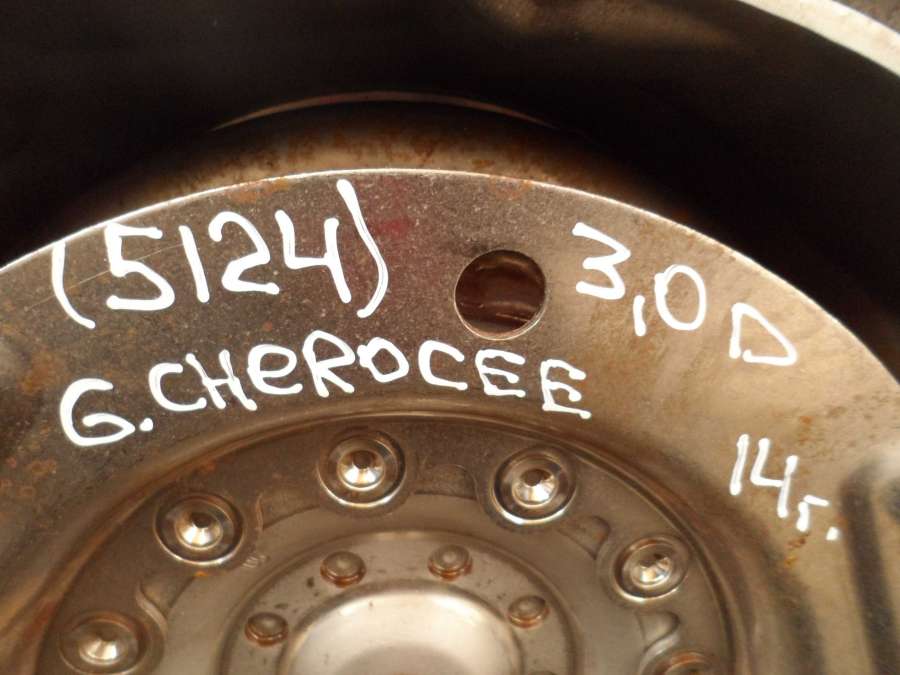 (5124)
3,0 D
G.CHEROCEE
14г.